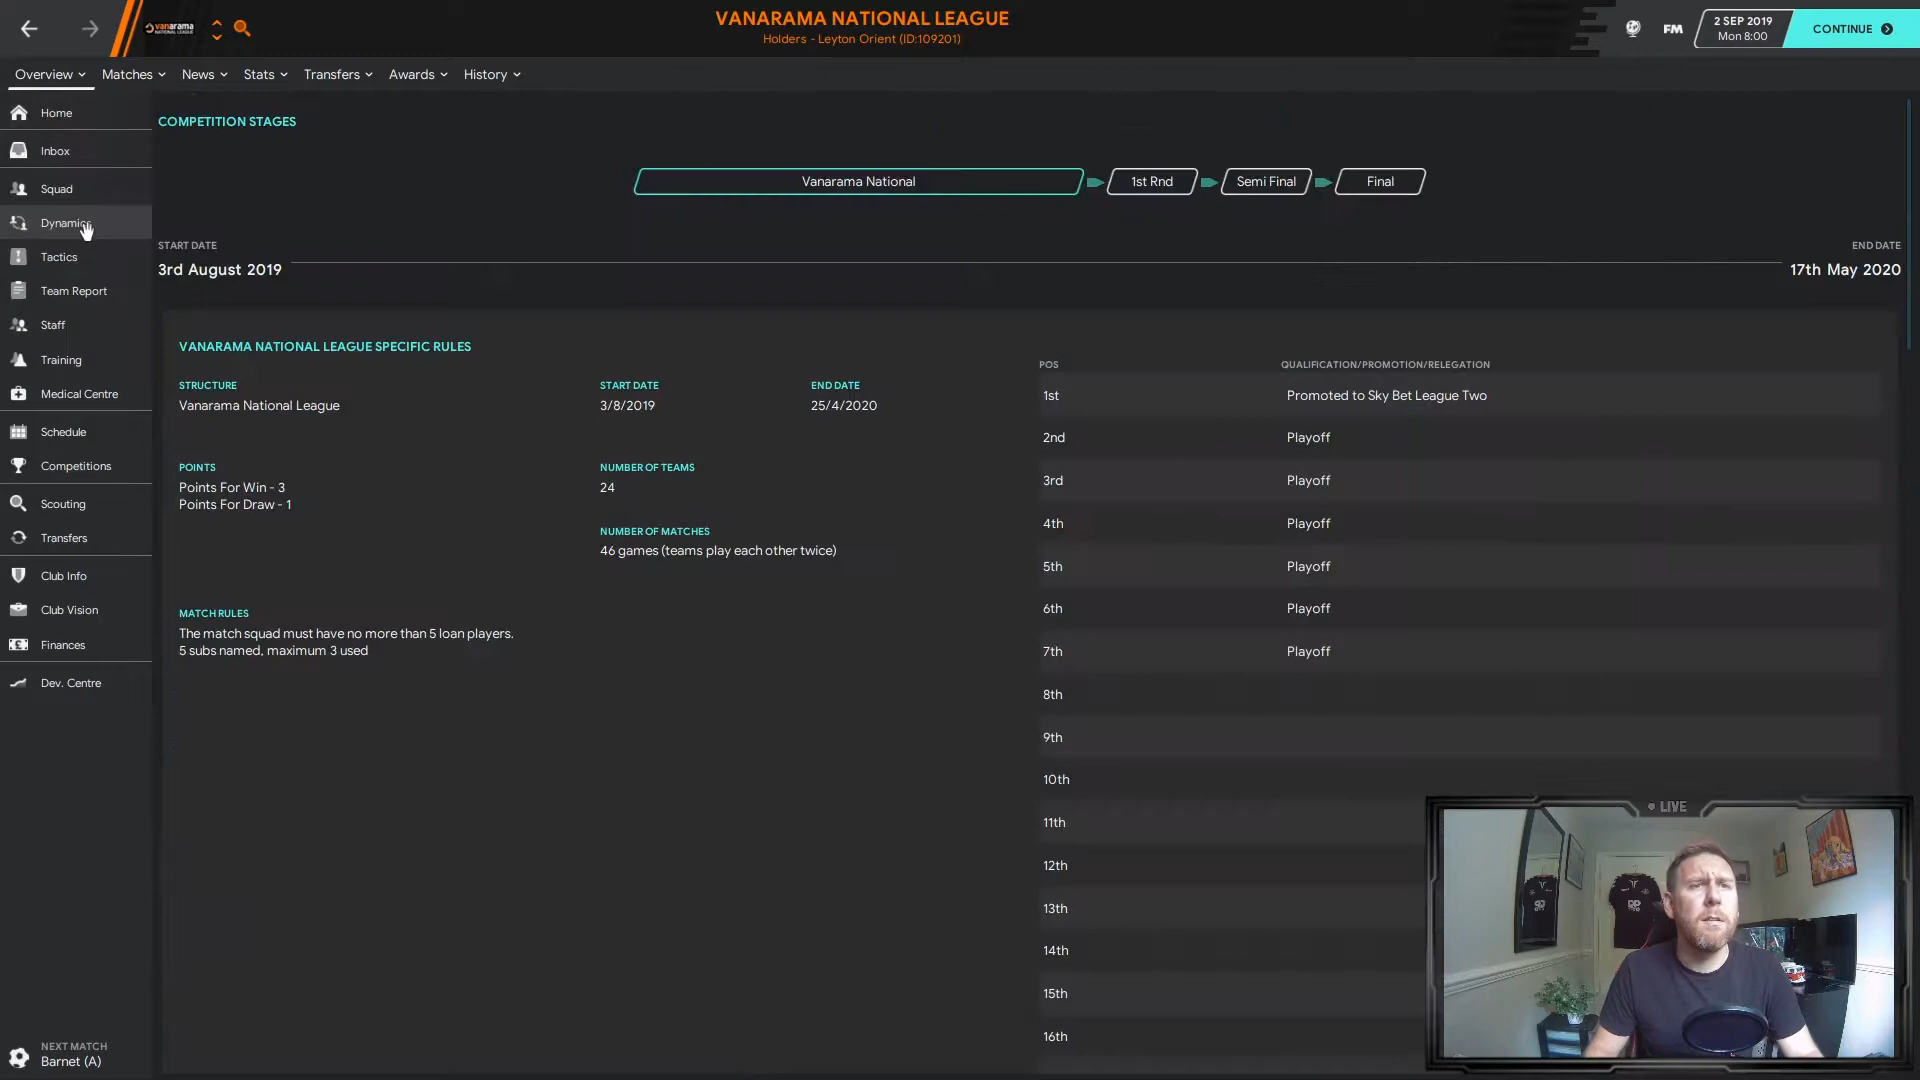 vanarama
NATIONAL LEAGUE
VANARAMA NATIONAL LEAGUE
Holders - Leyton Orient (ID:109201)
FM
2 SEP 2019
Mon 8:00
CONTINUE
Overview
Matches
News
Stats
Transfers
Awards
History
Home
Inbox
Squad
Dynamics
Tactics
Team Report
Staff
Training
Medical Centre
Schedule
Competitions
Scouting
Transfers
Club Info
Club Vision
Finances
Dev. Centre
NEXT MATCH
Barnet (A)
COMPETITION STAGES
Vanarama National
1st Rnd
Semi Final
Final
START DATE
3rd August 2019
END DATE
17th May 2020
VANARAMA NATIONAL LEAGUE SPECIFIC RULES
STRUCTURE
Vanarama National League
START DATE
3/8/2019
END DATE
25/4/2020
POINTS
Points For Win - 3
Points For Draw - 1
NUMBER OF TEAMS
24
NUMBER OF MATCHES
46 games (teams play each other twice)
MATCH RULES
The match squad must have no more than 5 loan players.
5 subs named, maximum 3 used
POS QUALIFICATION/PROMOTION/RELEGATION
1st Promoted to Sky Bet League Two
2nd Playoff
3rd Playoff
4th Playoff
5th Playoff
6th Playoff
7th Playoff
8th
9th
10th
11th
12th
13th
14th
15th
16th
LIVE